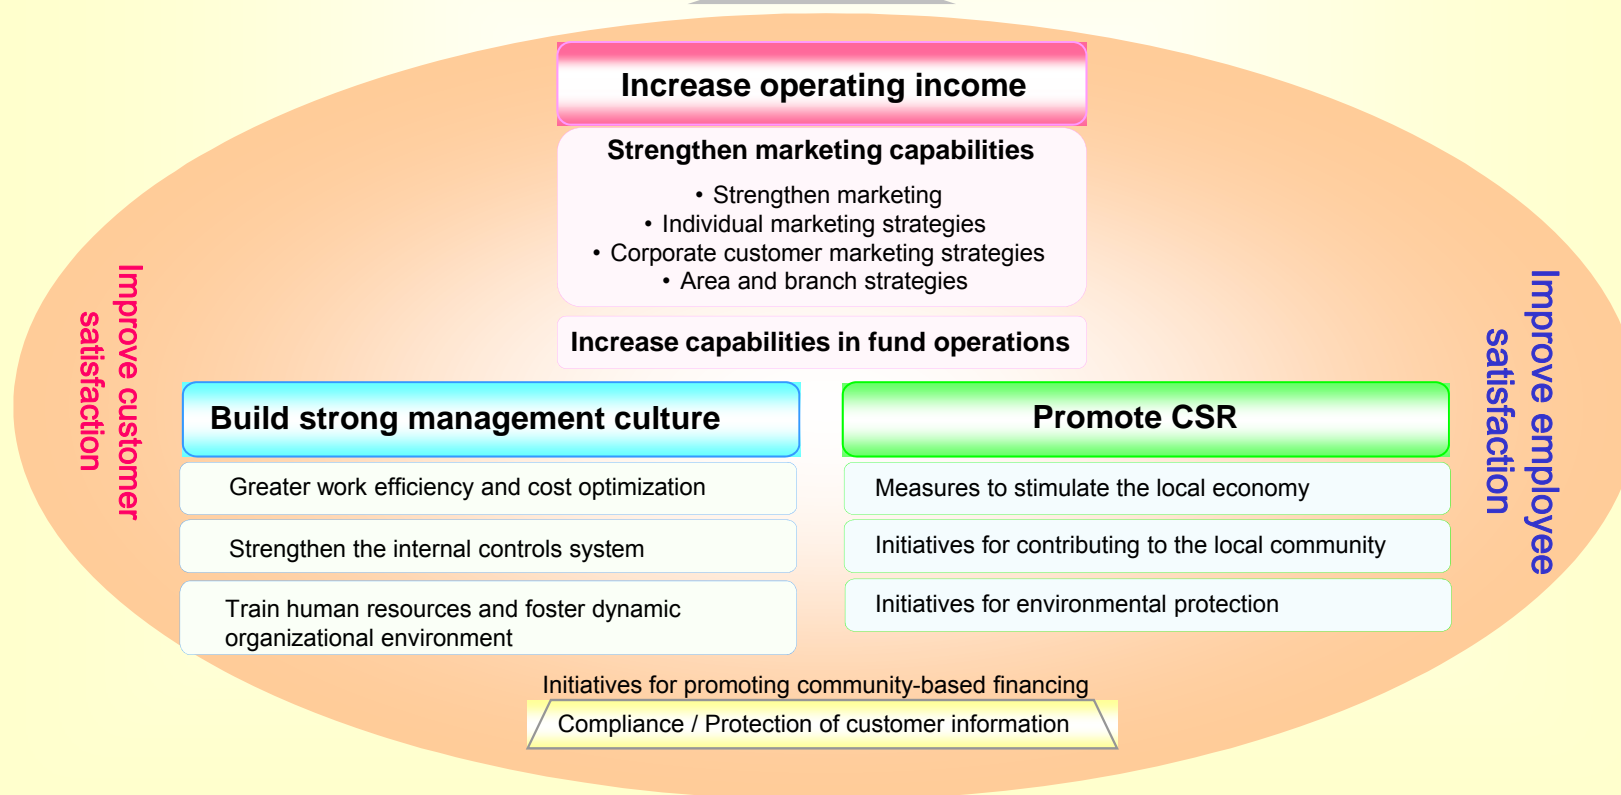 Increase operating income
Strengthen marketing capabilities
• Strengthen marketing
• Individual marketing strategies
• Corporate customer marketing strategies
• Area and branch strategies
Increase capabilities in fund operations
Improve customer
satisfaction
Build strong management culture
Greater work efficiency and cost optimization
Strengthen the internal controls system
Train human resources and foster dynamic
organizational environment
Promote CSR
Measures to stimulate the local economy
Initiatives for contributing to the local community
Initiatives for environmental protection
Improve employee
satisfaction
Initiatives for promoting community-based financing
Compliance / Protection of customer information